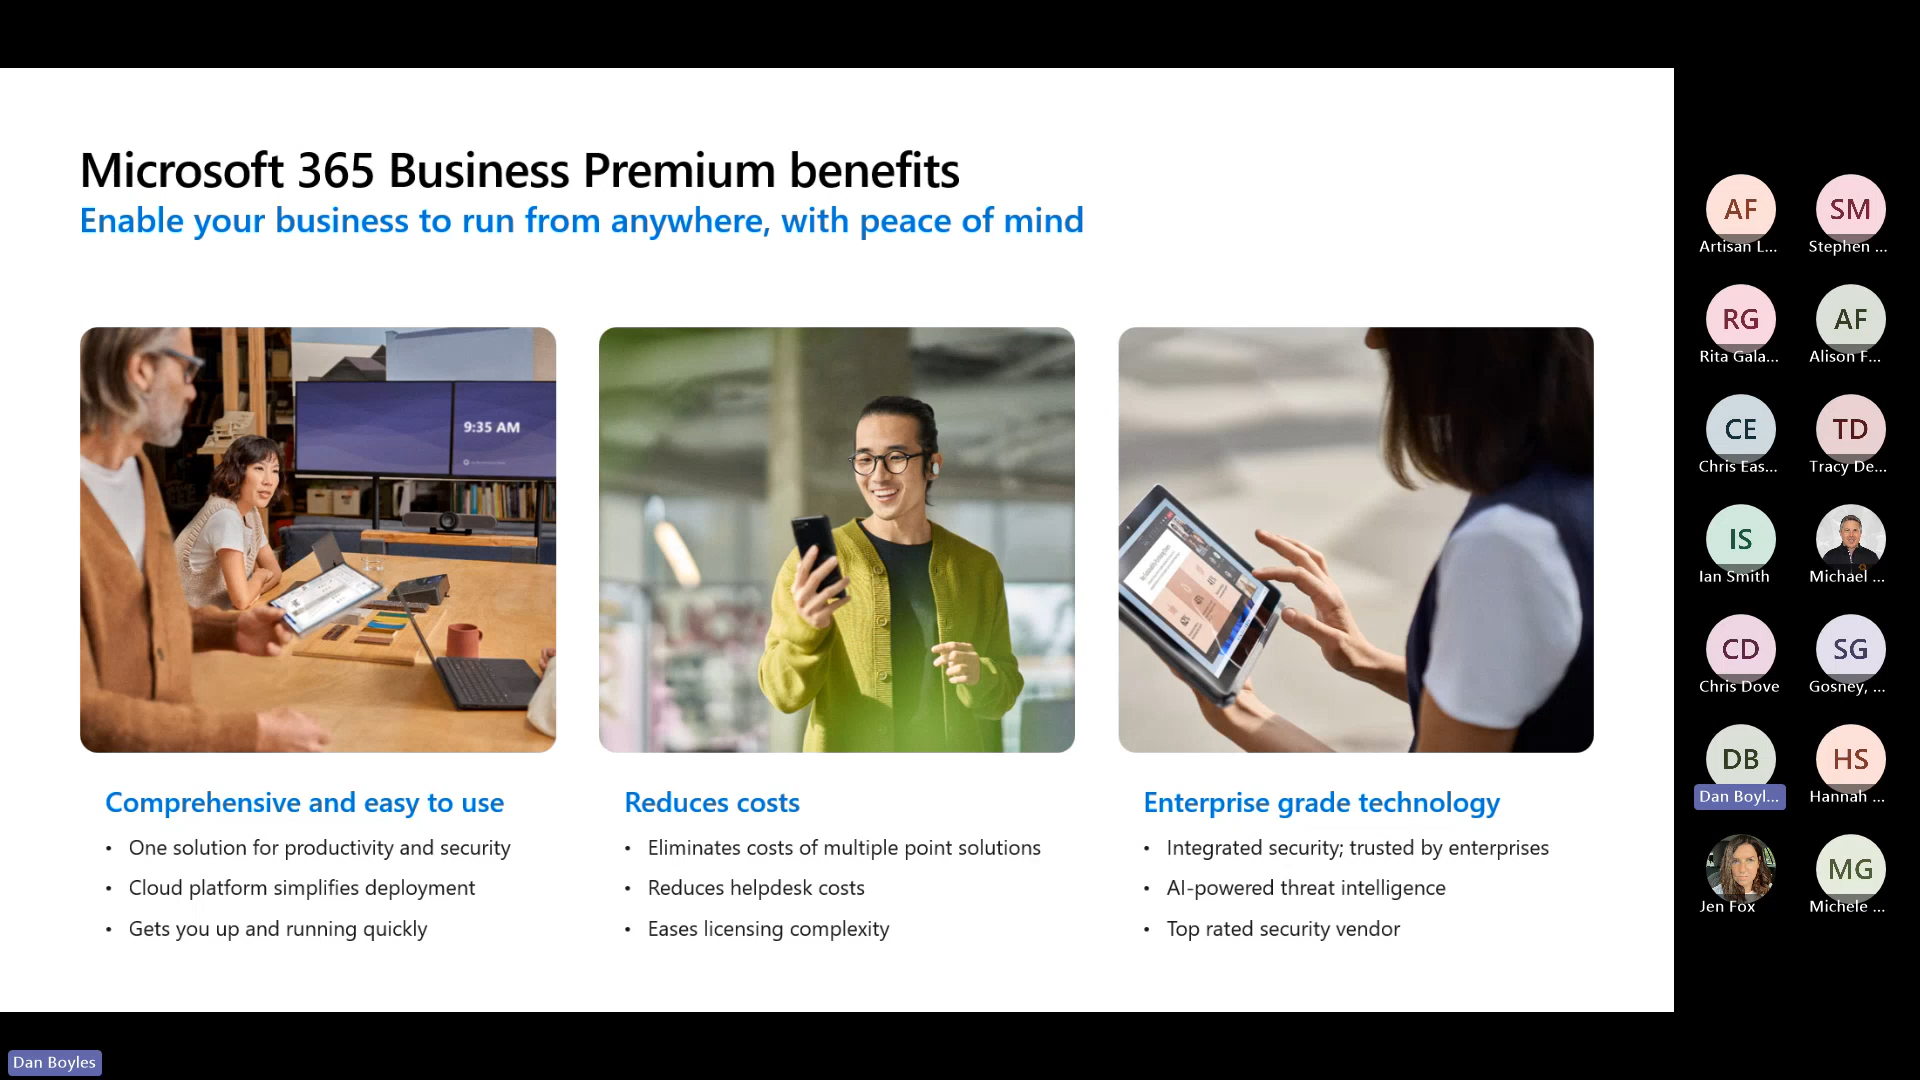 Microsoft 365 Business Premium benefits
Enable your business to run from anywhere, with peace of mind
9:35 AM
Comprehensive and easy to use
• One solution for productivity and security
• Cloud platform simplifies deployment
• Gets you up and running quickly
Reduces costs
• Eliminates costs of multiple point solutions
• Reduces helpdesk costs
• Eases licensing complexity
Enterprise grade technology
• Integrated security; trusted by enterprises
• AI-powered threat intelligence
• Top rated security vendor
AF
Artisan L...
SM
Stephen ...
RG
Rita Gala...
AF
Alison F...
CE
Chris Eas...
TD
Tracy De...
IS
Ian Smith
Michael ...
CD
Chris Dove
SG
Gosney, ...
DB
Dan Boyl...
HS
Hannah ...
Jen Fox
MG
Michele ...
Dan Boyles